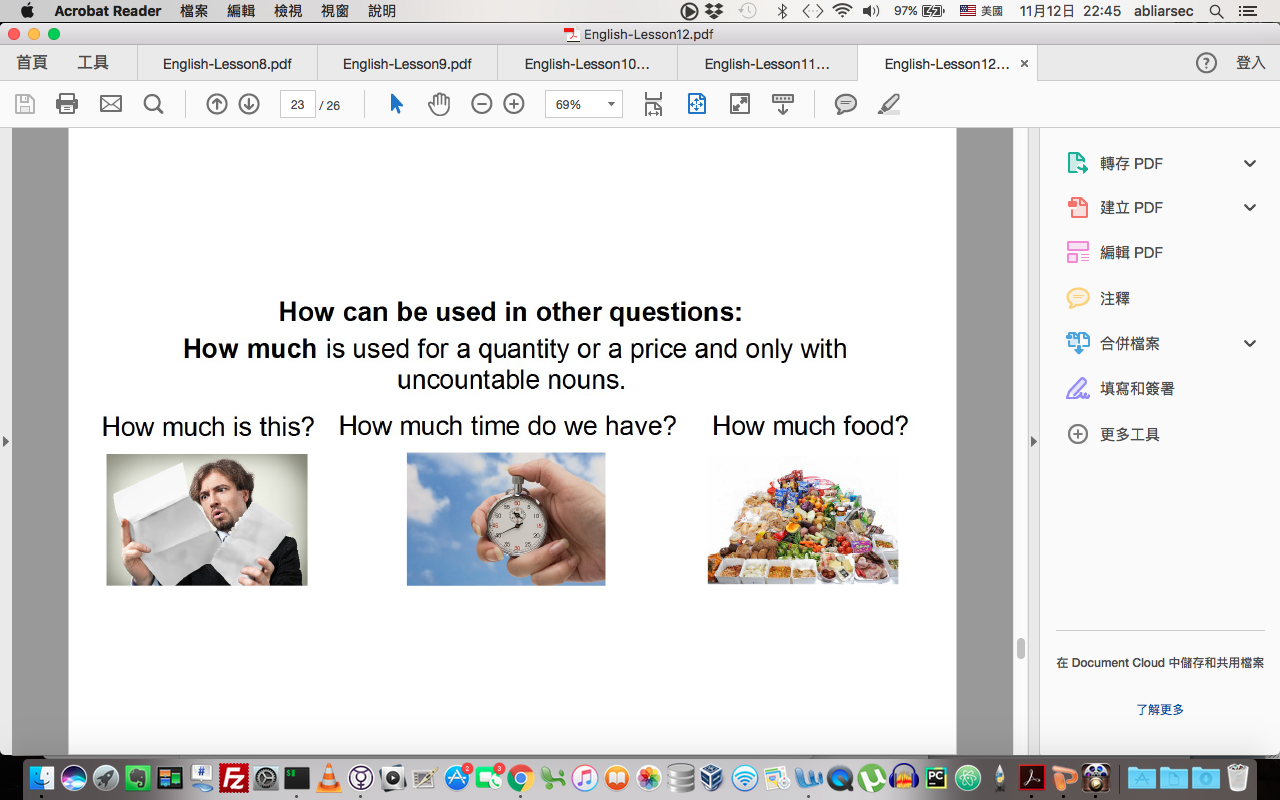 Acrobat Reader 檔案 編輯 檢視 視窗 說明 97% 美國 11月12日 22:45 abliarsec
English-Lesson12.pdf
首頁 工具 English-Lesson8.pdf English-Lesson9.pdf English-Lesson10... English-Lesson11... English-Lesson12... × ? 登入
23 / 26 69%
How can be used in other questions:
How much is used for a quantity or a price and only with
uncountable nouns.
How much is this? How much time do we have? How much food?
轉存 PDF
建立 PDF
編輯 PDF
注釋
合併檔案
填寫和簽署
更多工具
在 Document Cloud 中儲存和共用檔案
了解更多